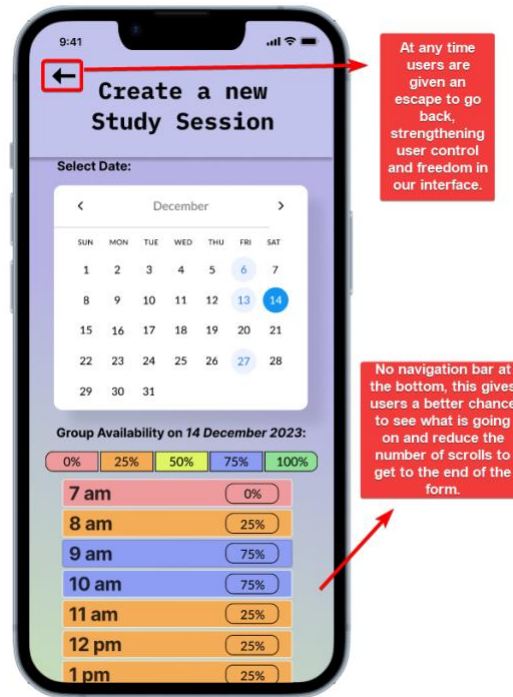 9:41
Create a new
Study Session
Select Date:
December
SUN MON TUE WED THU FRI SAT
1 2 3 4 5 6 7
8 9 10 11 12 13 14
15 16 17 18 19 20 21
22 23 24 25 26 27 28
29 30 31
Group Availability on 14 December 2023:
0% 25% 50% 75% 100%
7 am 0%
8 am 25%
9 am 75%
10 am 75%
11 am 25%
12 pm 25%
1 pm 25%
At any time
users are
given an
escape to go
back,
strengthening
user control
and freedom in
our interface.
No navigation bar at
the bottom, this gives
users a better chance
to see what is going
on and reduce the
number of scrolls to
get to the end of the
form.